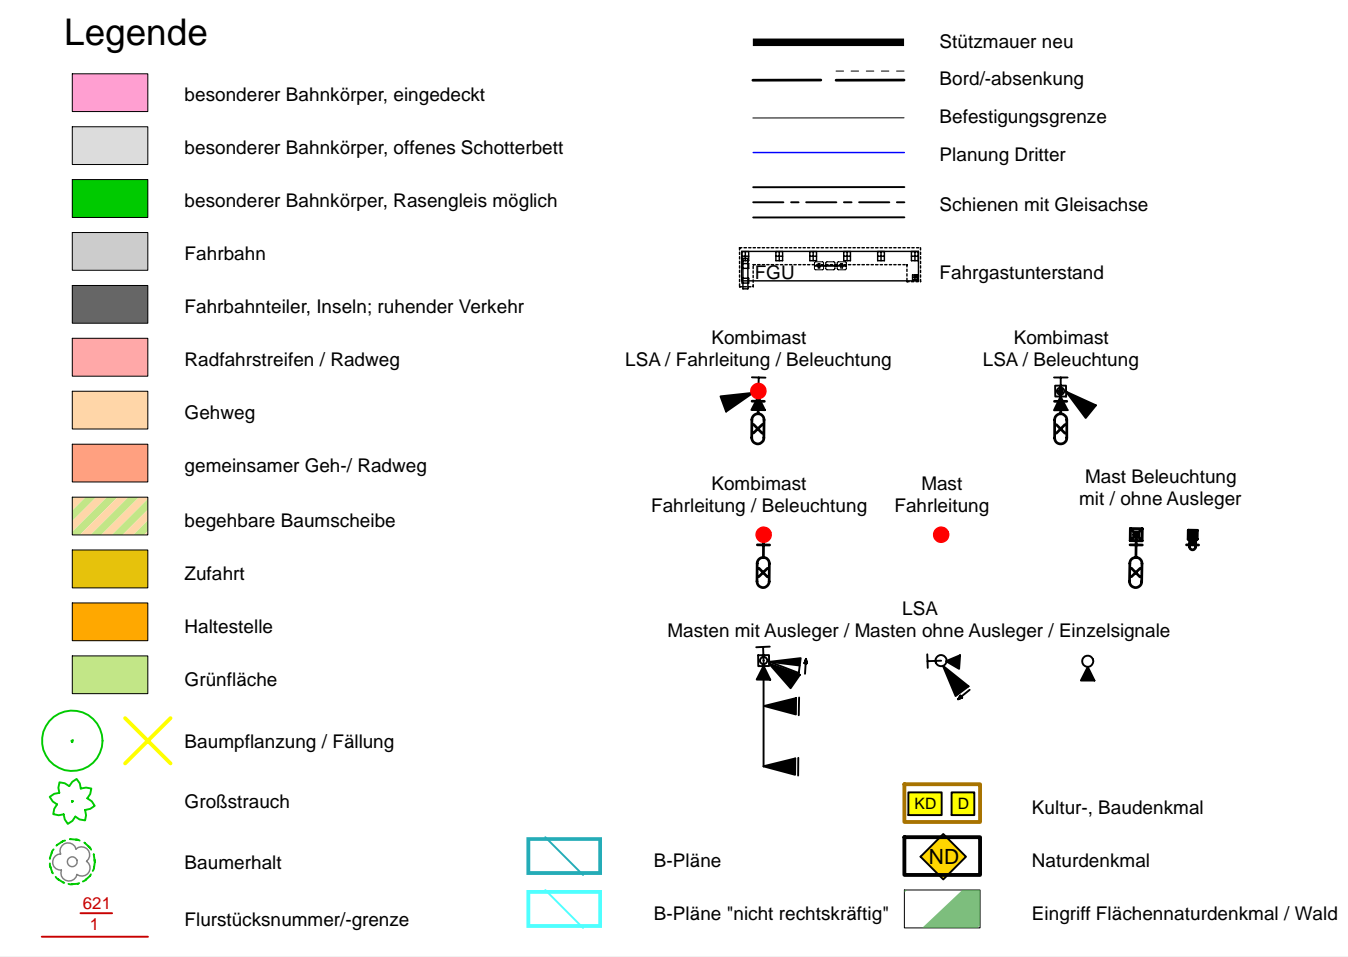 Legende
besonderer Bahnkörper, eingedeckt
besonderer Bahnkörper, offenes Schotterbett
besonderer Bahnkörper, Rasengleis möglich
Fahrbahn
Fahrbahnteiler, Inseln; ruhender Verkehr
Radfahrstreifen / Radweg
Gehweg
gemeinsamer Geh-/ Radweg
begehbare Baumscheibe
Zufahrt
Haltestelle
Grünfläche
Baumpflanzung / Fällung
Großstrauch
Baumerhalt
621
1
Flurstücksnummer/-grenze
Stützmauer neu
Bord/-absenkung
Befestigungsgrenze
Planung Dritter
Schienen mit Gleisachse
FGU
Fahrgastunterstand
Kombimast
LSA / Fahrleitung / Beleuchtung
Kombimast
LSA / Beleuchtung
Kombimast
Fahrleitung / Beleuchtung
Mast
Fahrleitung
Mast Beleuchtung
mit / ohne Ausleger
LSA
Masten mit Ausleger / Masten ohne Ausleger / Einzelsignale
B-Pläne
B-Pläne "nicht rechtskräftig"
KD D
Kultur-, Baudenkmal
ND
Naturdenkmal
Eingriff Flächennaturdenkmal / Wald